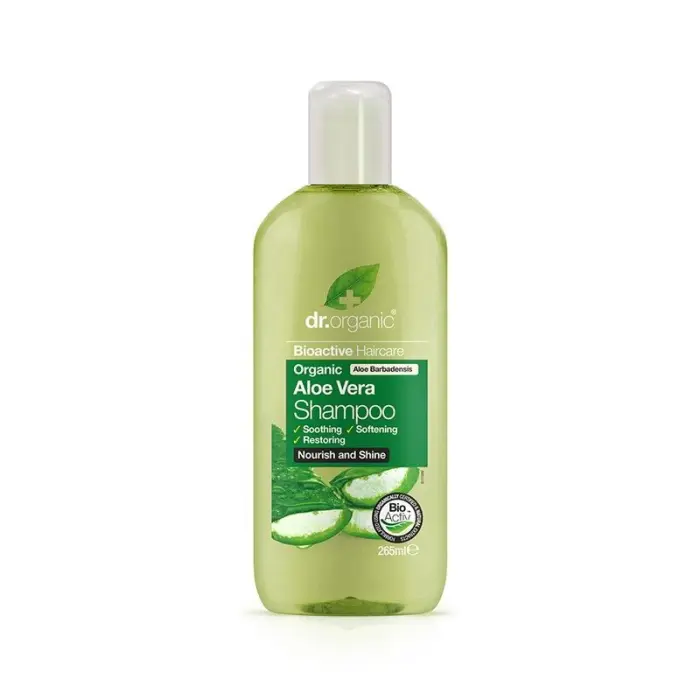 dr.organic®
Bioactive Haircare
Organic Aloe Barbadensis
Aloe Vera
Shampoo
✓ Soothing ✓ Softening
✓ Restoring
Nourish and Shine
Bio
Activ
265ml℮